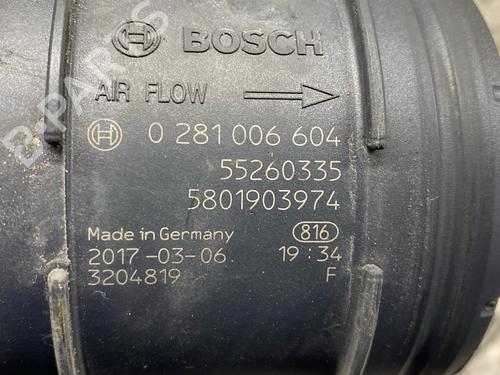 BOSCH
AIR FLOW
0 281 006 604
55260335
5801903974
Made in Germany 816
2017-03-06 19:34
3204819 F
B-PARTS